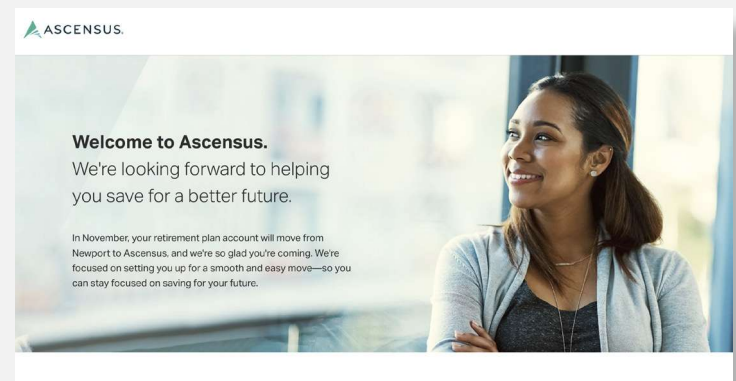 ASCENSUS.
Welcome to Ascensus.
We're looking forward to helping
you save for a better future.
In November, your retirement plan account will move from
Newport to Ascensus, and we're so glad you're coming. We're
focused on setting you up for a smooth and easy move—so you
can stay focused on saving for your future.